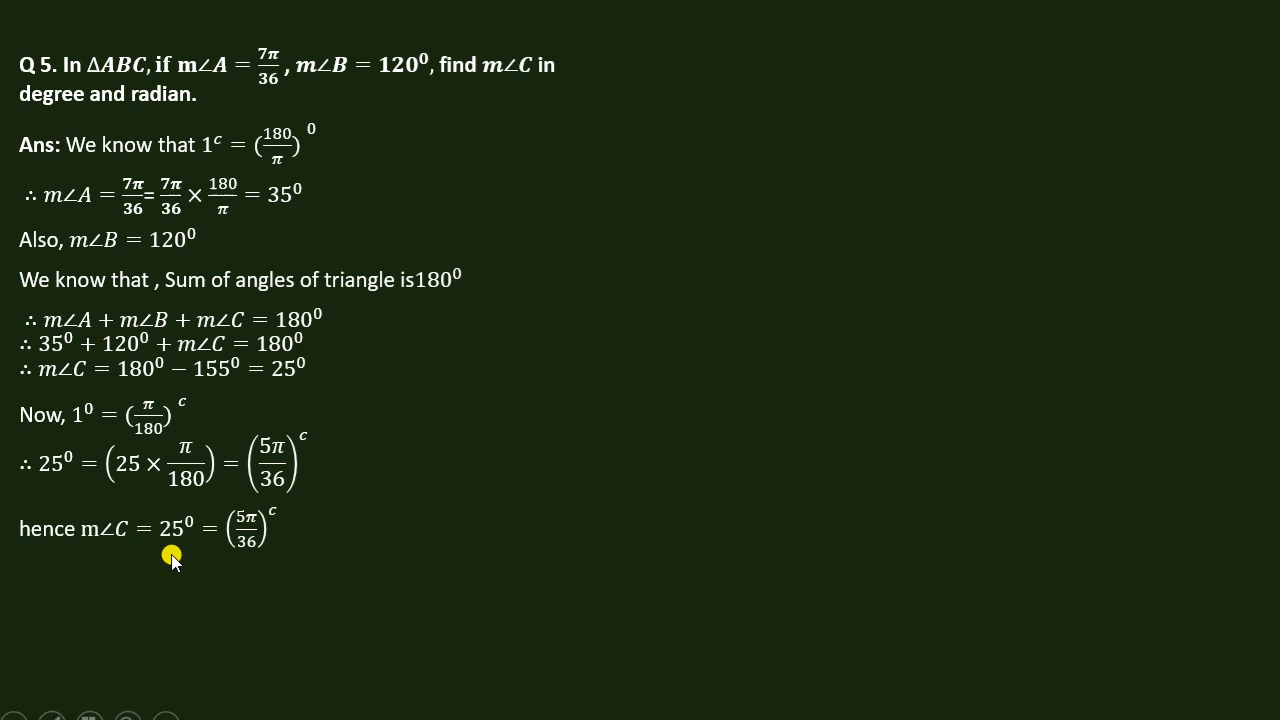 Q 5. In ΔABC, if m∠A = 7π/36 , m∠B = 120⁰, find m∠C in
degree and radian.
Ans: We know that 1ᶜ = (180/π)⁰
∴ m∠A = 7π/36= 7π/36 × 180/π = 35⁰
Also, m∠B = 120⁰
We know that , Sum of angles of triangle is180⁰
∴ m∠A + m∠B + m∠C = 180⁰
∴ 35⁰ + 120⁰ + m∠C = 180⁰
∴ m∠C = 180⁰ − 155⁰ = 25⁰
Now, 1⁰ = (π/180)ᶜ
∴ 25⁰ = (25 × π/180) = (5π/36)ᶜ
hence m∠C = 25⁰ = (5π/36)ᶜ